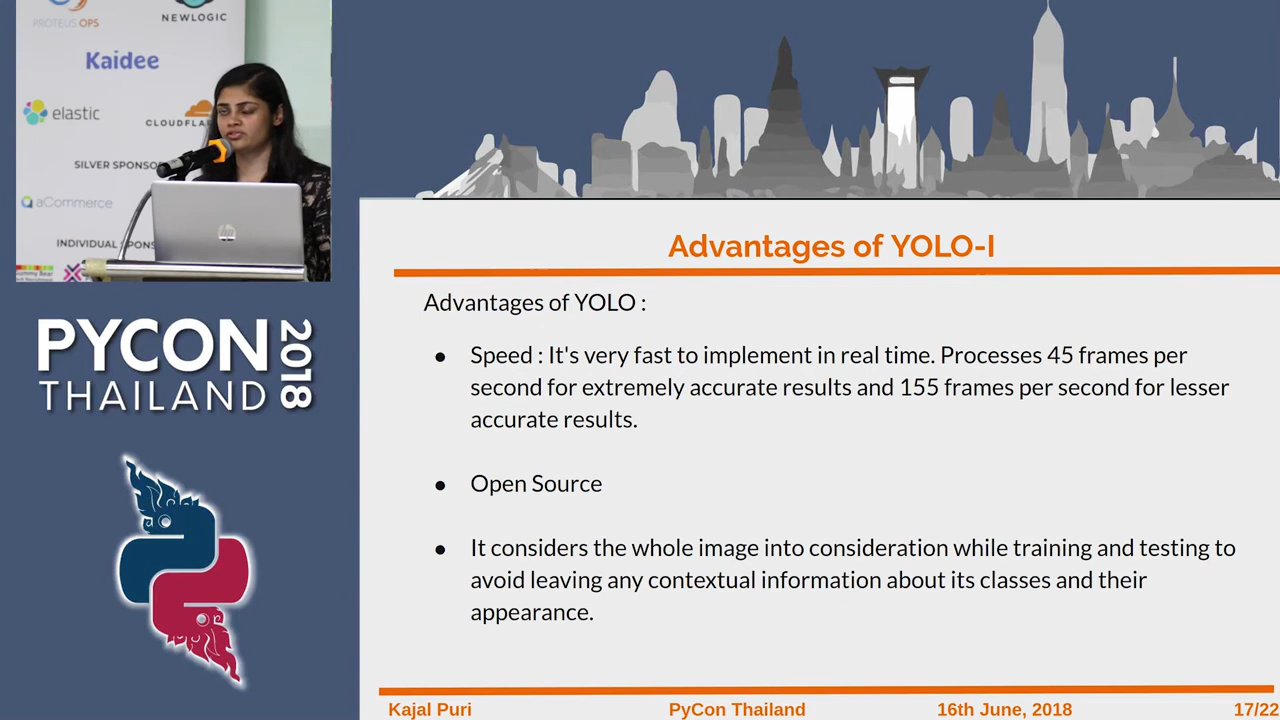 PROTEUS OPS
NEWLOGIC
Kaidee
elastic
CLOUDFLA
SILVER SPONSO
aCommerce
INDIVIDUAL SPONS
hp
PYCON
THAILAND
2018
Advantages of YOLO-I
Advantages of YOLO :
● Speed : It's very fast to implement in real time. Processes 45 frames per
second for extremely accurate results and 155 frames per second for lesser
accurate results.
● Open Source
● It considers the whole image into consideration while training and testing to
avoid leaving any contextual information about its classes and their
appearance.
Kajal Puri PyCon Thailand 16th June, 2018 17/22